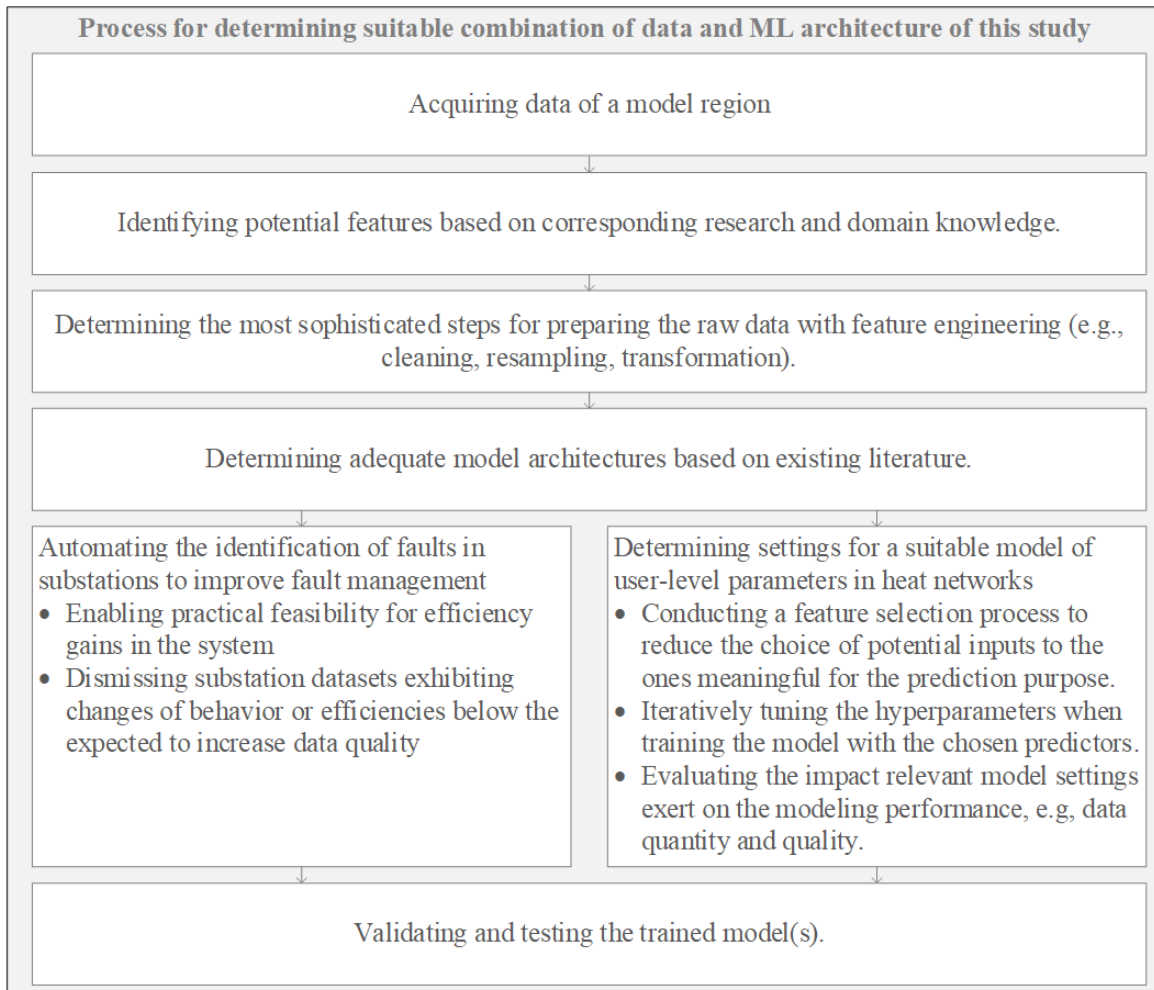 Process for determining suitable combination of data and ML architecture of this study
Acquiring data of a model region
Identifying potential features based on corresponding research and domain knowledge.
Determining the most sophisticated steps for preparing the raw data with feature engineering (e.g.,
cleaning, resampling, transformation).
Determining adequate model architectures based on existing literature.
Automating the identification of faults in
substations to improve fault management
• Enabling practical feasibility for efficiency
gains in the system
• Dismissing substation datasets exhibiting
changes of behavior or efficiencies below the
expected to increase data quality
Determining settings for a suitable model of
user-level parameters in heat networks
• Conducting a feature selection process to
reduce the choice of potential inputs to the
ones meaningful for the prediction purpose.
• Iteratively tuning the hyperparameters when
training the model with the chosen predictors.
• Evaluating the impact relevant model settings
exert on the modeling performance, e.g, data
quantity and quality.
Validating and testing the trained model(s).